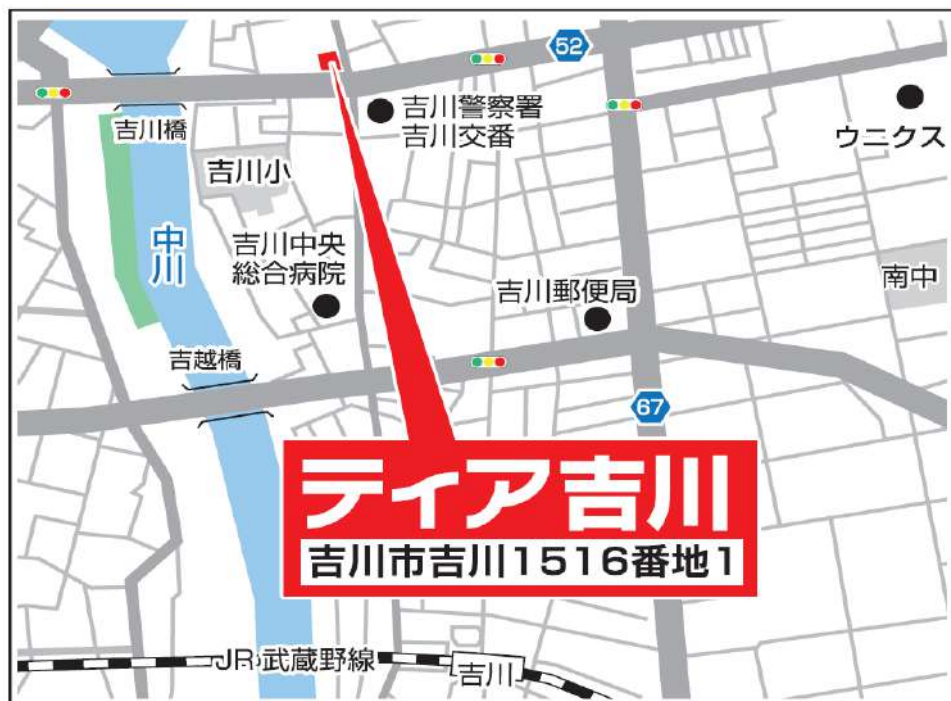 52
吉川警察署
吉川交番
吉川橋
ウニクス
吉川小
中川
吉川中央
総合病院
南中
吉川郵便局
吉越橋
67
ティア吉川
吉川市吉川1516番地1
JR武蔵野線
吉川